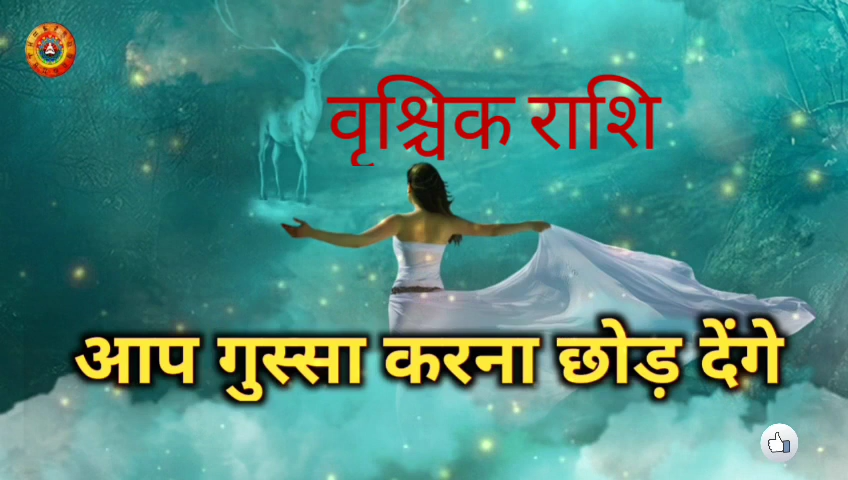 वृश्चिक राशि
आप गुस्सा करना छोड़ देंगे